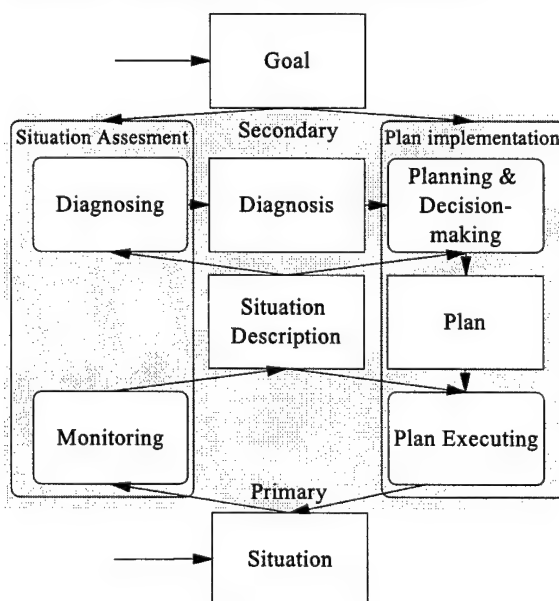 Goal
Situation Assesment
Secondary
Plan implementation
Diagnosing
Diagnosis
Planning &
Decision-
making
Situation
Description
Plan
Monitoring
Plan Executing
Primary
Situation